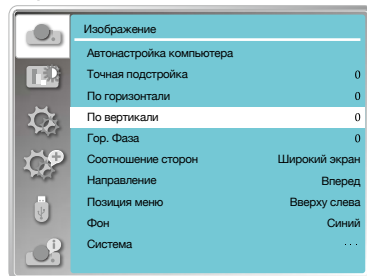 Изображение
Автонастройка компьютера
Точная подстройка 0
По горизонтали 0
По вертикали 0
Гор. Фаза 0
Соотношение сторон Широкий экран
Направление Вперед
Позиция меню Вверху слева
Фон Синий
Система ...